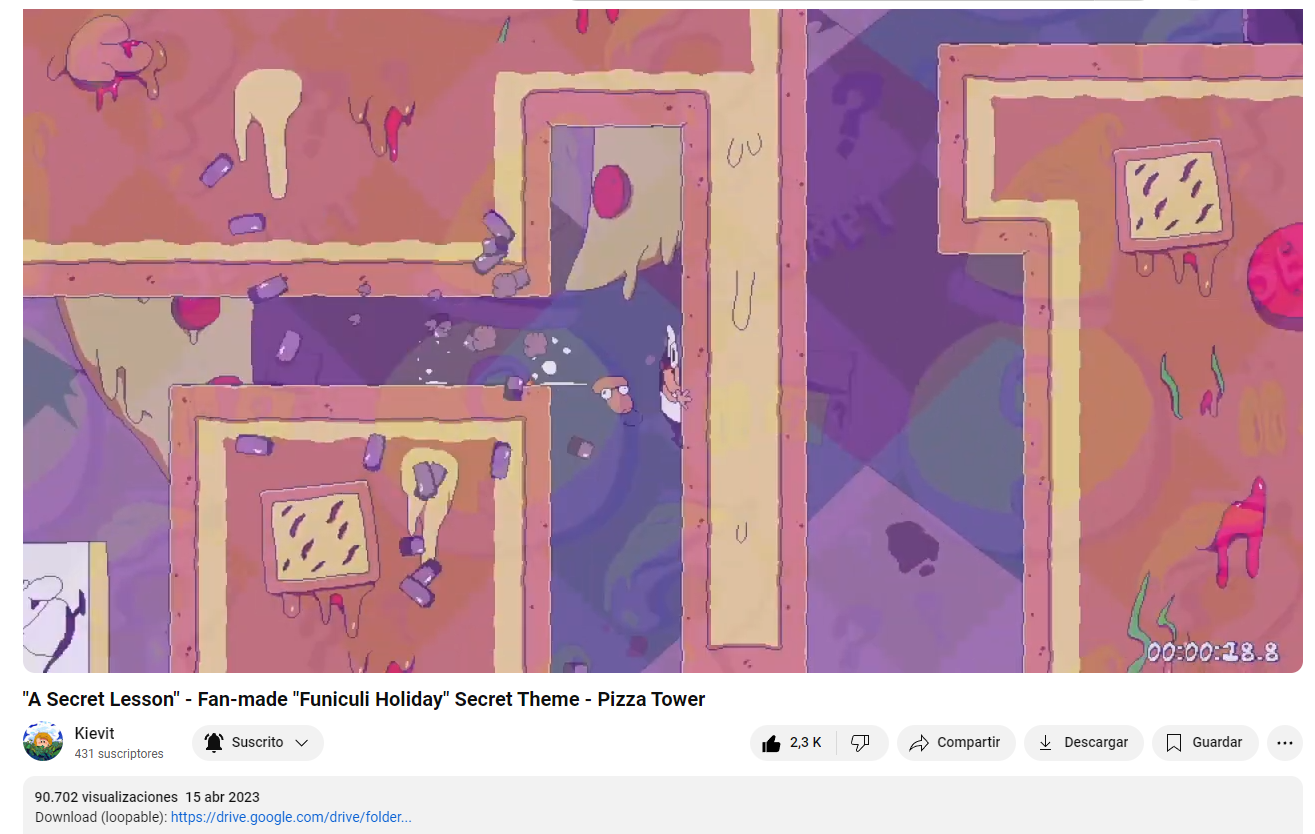 ?
00:00:18.8
"A Secret Lesson" - Fan-made "Funiculi Holiday" Secret Theme - Pizza Tower
Kievit
431 suscriptores
Suscrito
2,3 K
Compartir
Descargar
Guardar
90.702 visualizaciones 15 abr 2023
Download (loopable): https://drive.google.com/drive/folder...